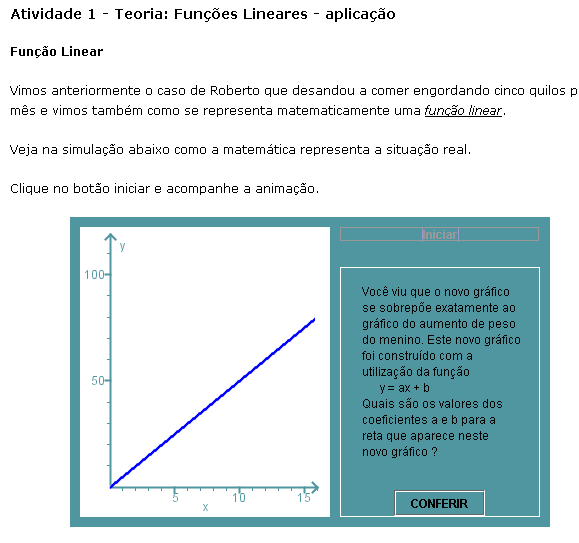 Atividade 1 - Teoria: Funções Lineares - aplicação
Função Linear
Vimos anteriormente o caso de Roberto que desandou a comer engordando cinco quilos p
mês e vimos também como se representa matematicamente uma função linear.
Veja na simulação abaixo como a matemática representa a situação real.
Clique no botão iniciar e acompanhe a animação.
y
100
50
5
10
15
x
Iniciar
Você viu que o novo gráfico
se sobrepõe exatamente ao
gráfico do aumento de peso
do menino. Este novo gráfico
foi construído com a
utilização da função
y = ax + b
Quais são os valores dos
coeficientes a e b para a
reta que aparece neste
novo gráfico ?
CONFERIR